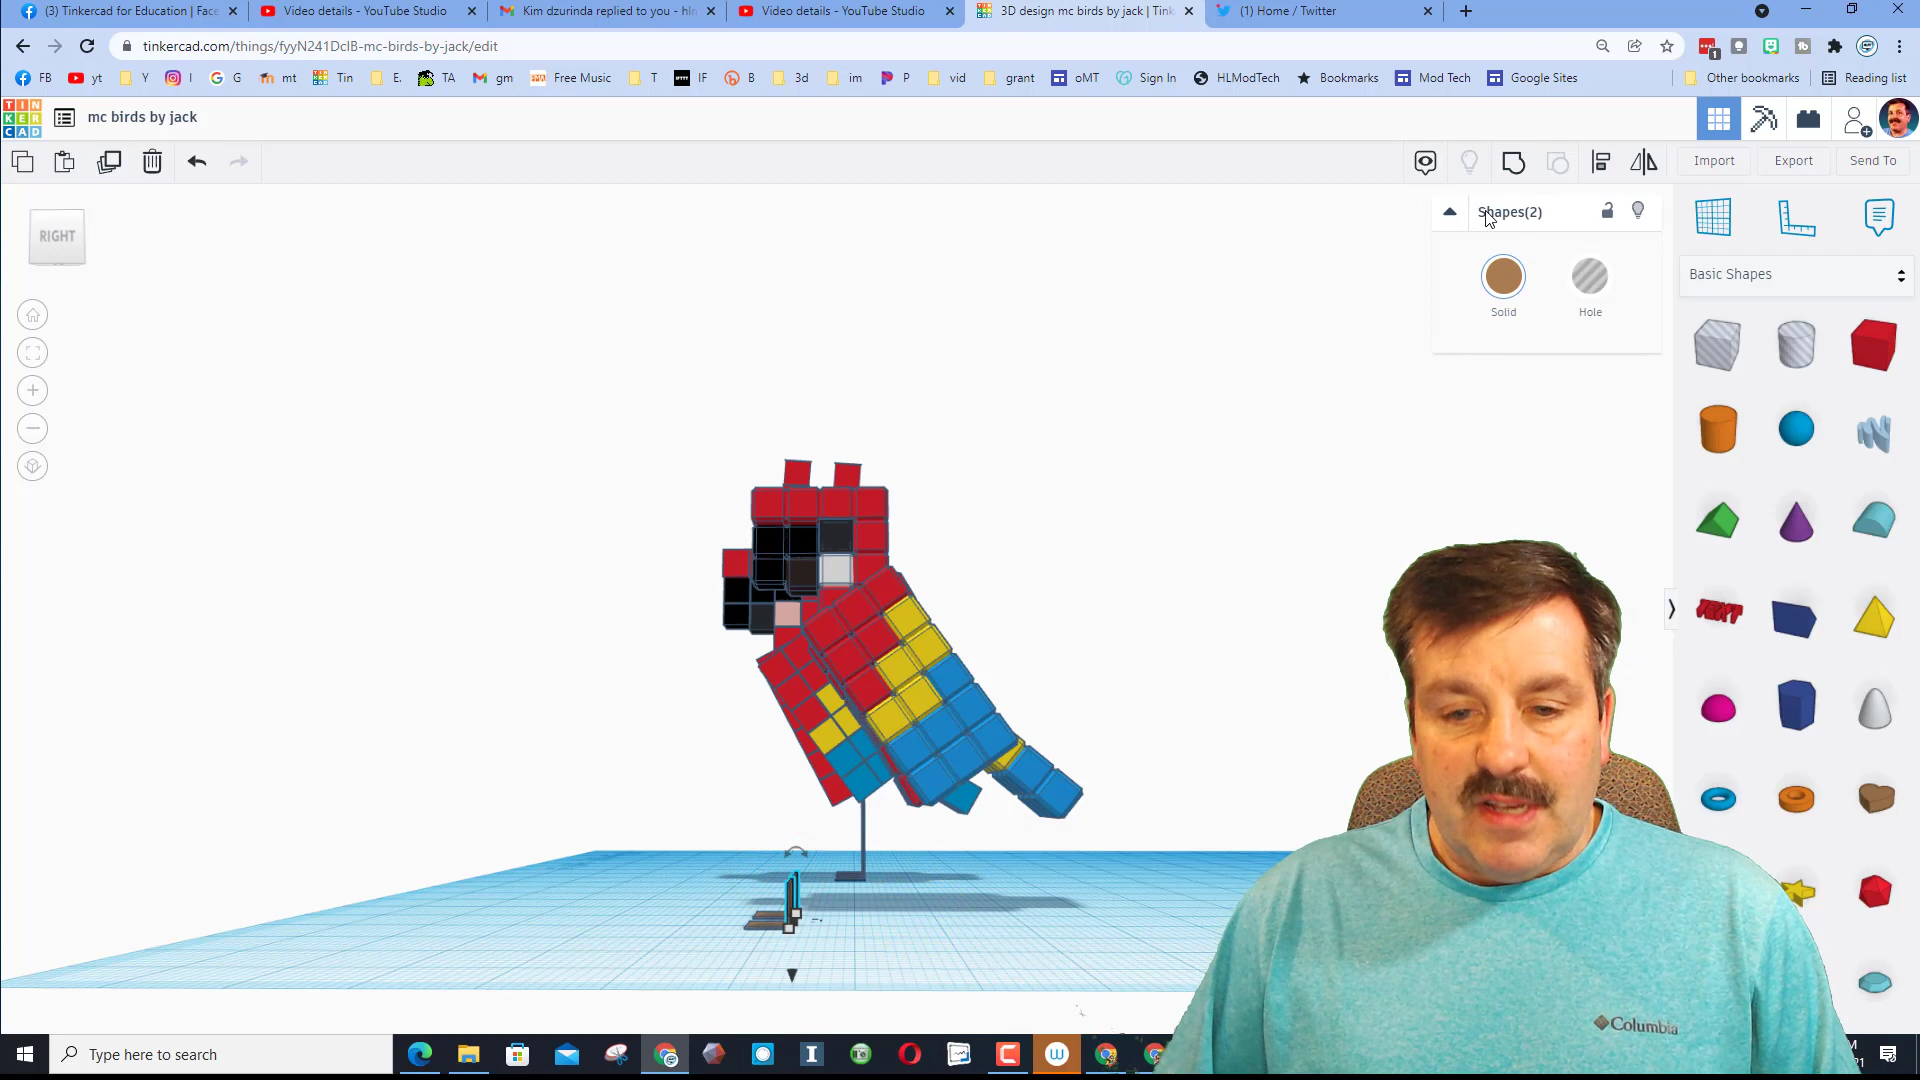 (3) Tinkercad for Education | Face
Video details - YouTube Studio
Kim dzurinda replied to you - hln
Video details - YouTube Studio
3D design mc birds by jack | Tink
(1) Home / Twitter
tinkercad.com/things/fyyN241DclB-mc-birds-by-jack/edit
1
FB
yt
Y
I
G
mt
Tin
E.
TA
gm
Free Music
T
IF
B
3d
im
P
vid
grant
oMT
Sign In
HLModTech
Bookmarks
Mod Tech
Google Sites
Other bookmarks
Reading list
TIN
KER
CAD
mc birds by jack
Import
Export
Send To
RIGHT
Shapes(2)
Solid
Hole
Basic Shapes
TEXT
Columbia
Type here to search